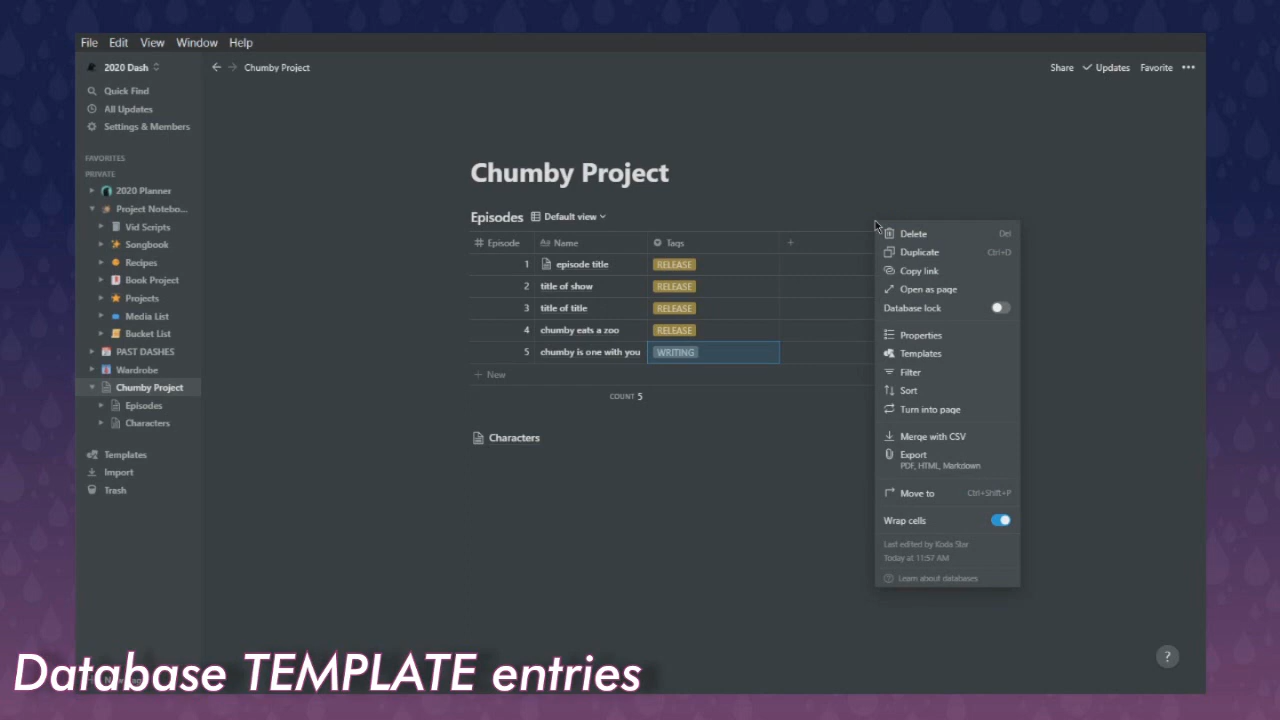 File Edit View Window Help
2020 Dash
Chumby Project
Share Updates Favorite
Quick Find
All Updates
Settings & Members
FAVORITES
PRIVATE
2020 Planner
Project Notebo...
Vid Scripts
Songbook
Recipes
Book Project
Projects
Media List
Bucket List
PAST DASHES
Wardrobe
Chumby Project
Episodes
Characters
Templates
Import
Trash
Chumby Project
Episodes Default view
# Episode Name Tags +
1 episode title RELEASE
2 title of show RELEASE
3 title of title RELEASE
4 chumby eats a zoo RELEASE
5 chumby is one with you WRITING
+ New
COUNT 5
Characters
Delete Del
Duplicate Ctrl+D
Copy link
Open as page
Database lock
Properties
Templates
Filter
Sort
Turn into page
Merge with CSV
Export
PDF, HTML, Markdown
Move to Ctrl+Shift+P
Wrap cells
Last edited by Koda Star
Today at 11:57 AM
Learn about databases
?
Database TEMPLATE entries